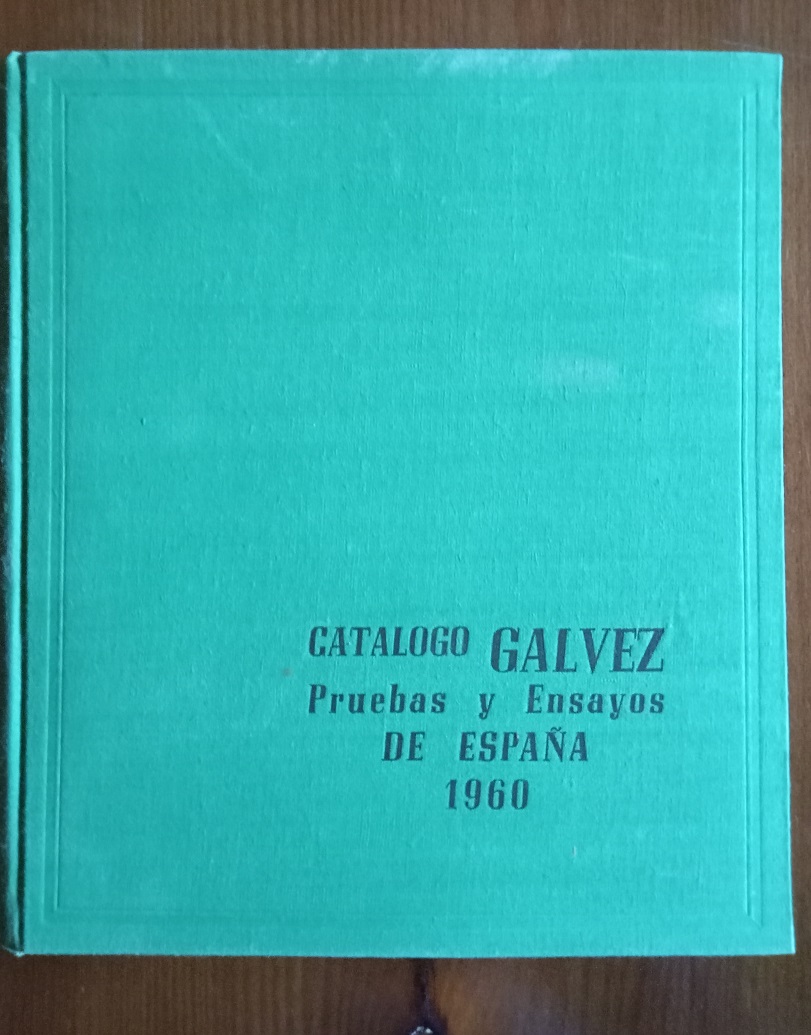 CATALOGO GALVEZ
Pruebas y Ensayos
DE ESPAÑA
1960